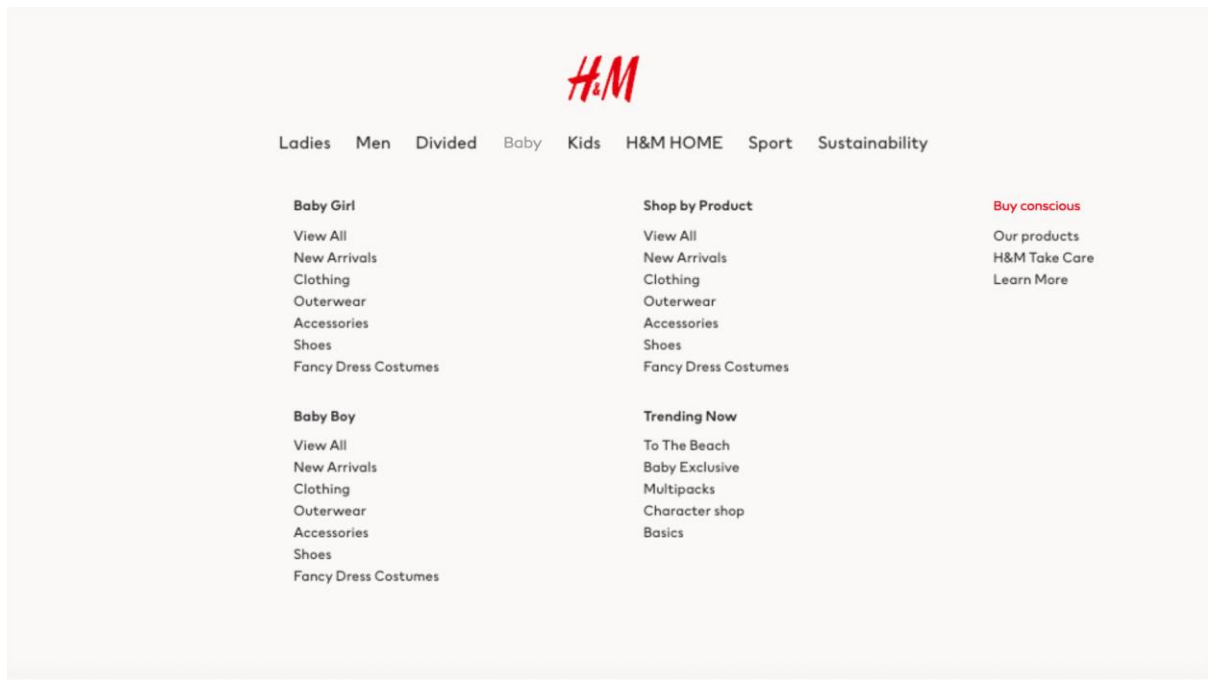 H&M
Ladies Men Divided Baby Kids H&M HOME Sport Sustainability
Baby Girl
View All
New Arrivals
Clothing
Outerwear
Accessories
Shoes
Fancy Dress Costumes
Baby Boy
View All
New Arrivals
Clothing
Outerwear
Accessories
Shoes
Fancy Dress Costumes
Shop by Product
View All
New Arrivals
Clothing
Outerwear
Accessories
Shoes
Fancy Dress Costumes
Trending Now
To The Beach
Baby Exclusive
Multipacks
Character shop
Basics
Buy conscious
Our products
H&M Take Care
Learn More